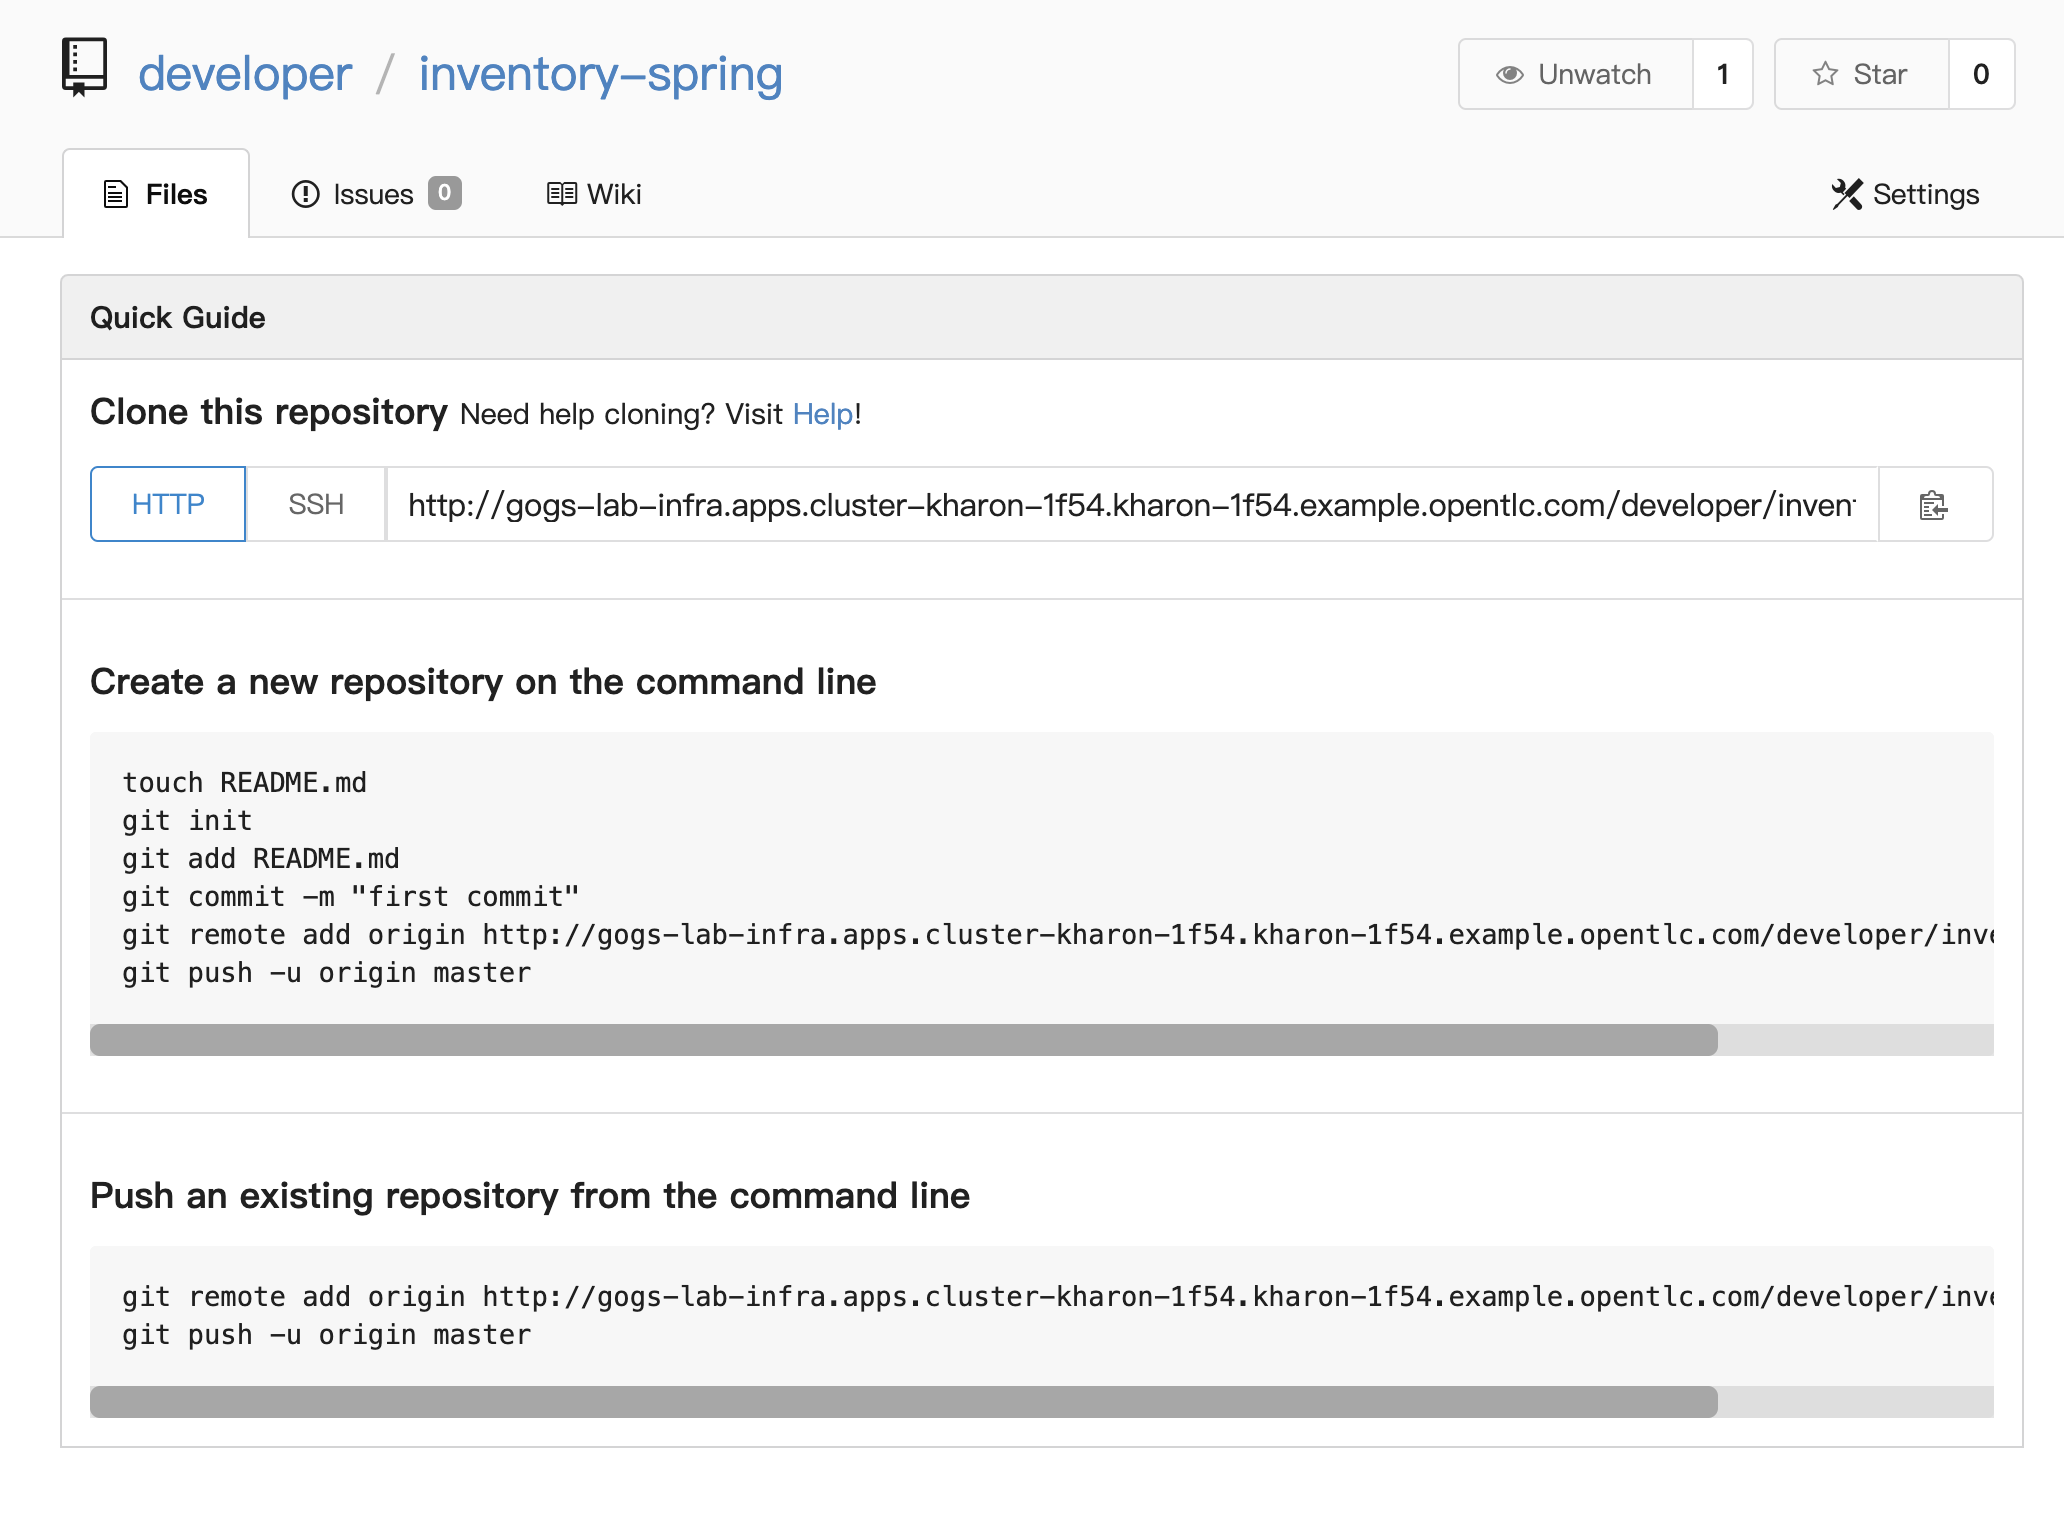 developer / inventory-spring
Unwatch 1
Star 0
Files
Issues 0
Wiki
Settings
Quick Guide
Clone this repository Need help cloning? Visit Help!
HTTP SSH http://gogs-lab-infra.apps.cluster-kharon-1f54.kharon-1f54.example.opentlc.com/developer/inven
Create a new repository on the command line
touch README.md
git init
git add README.md
git commit -m "first commit"
git remote add origin http://gogs-lab-infra.apps.cluster-kharon-1f54.kharon-1f54.example.opentlc.com/developer/inve
git push -u origin master
Push an existing repository from the command line
git remote add origin http://gogs-lab-infra.apps.cluster-kharon-1f54.kharon-1f54.example.opentlc.com/developer/inve
git push -u origin master